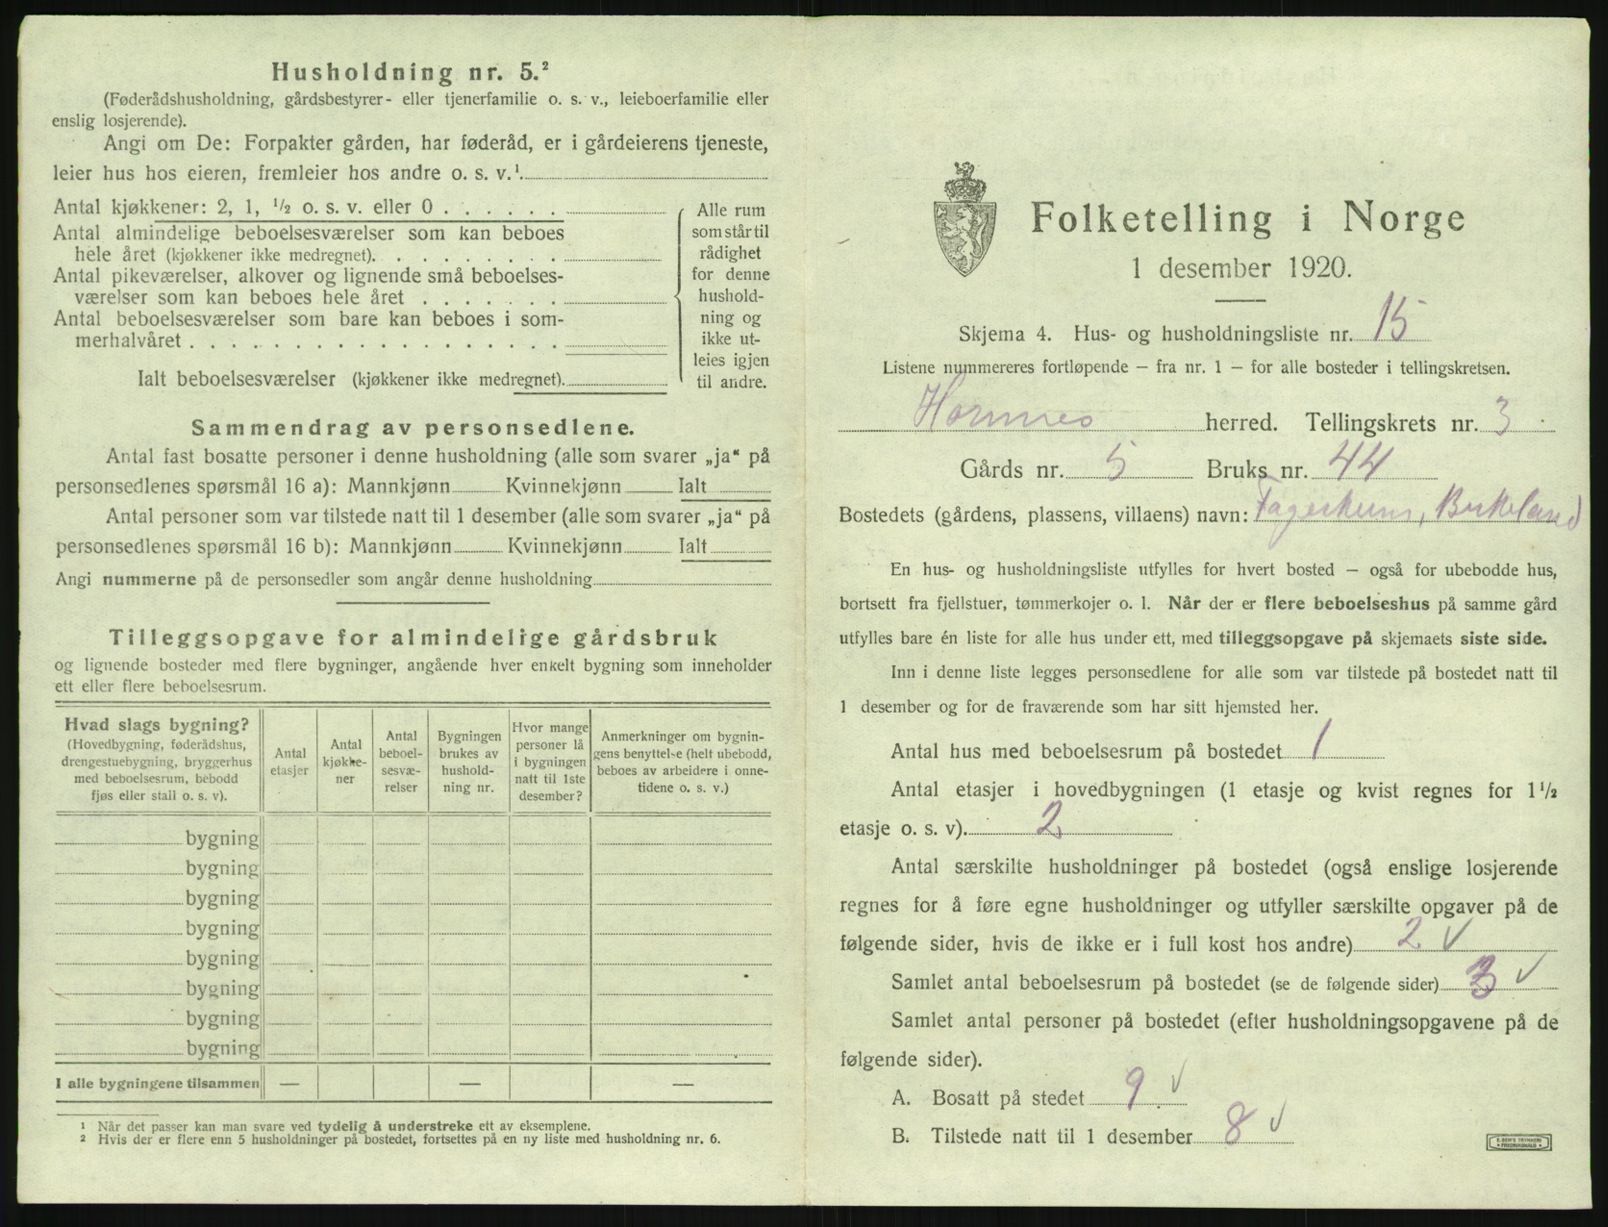 Husholdning nr. 5.²
(Føderådshusholdning, gårdsbestyrer- eller tjenerfamilie o. s. v., leieboerfamilie eller
enslig losjerende).
Angi om De: Forpakter gården, har føderåd, er i gårdeierens tjeneste,
leier hus hos eieren, fremleier hos andre o. s. v.¹
Antal kjøkkener: 2, 1, ½ o. s. v. eller 0 . . . . . .
Antal almindelige beboelsesværelser som kan beboes
hele året (kjøkkener ikke medregnet). . . . . . . . .
Antal pikeværelser, alkover og lignende små beboelses-
værelser som kan beboes hele året . . . . . . .
Antal beboelsesværelser som bare kan beboes i som-
merhalvåret . . . . . . . . . . . . . . . . . .
Ialt beboelsesværelser (kjøkkener ikke medregnet).
Alle rum
som står til
rådighet
for denne
hushold-
ning og
ikke ut-
leies igjen
til andre.
Sammendrag av personsedlene.
Antal fast bosatte personer i denne husholdning (alle som svarer „ja“ på
personsedlenes spørsmål 16 a): Mannkjønn Kvinnekjønn Ialt
Antal personer som var tilstede natt til 1 desember (alle som svarer „ja“ på
personsedlenes spørsmål 16 b): Mannkjønn Kvinnekjønn Ialt
Angi nummerne på de personsedler som angår denne husholdning
Tilleggsopgave for almindelige gårdsbruk
og lignende bosteder med flere bygninger, angående hver enkelt bygning som inneholder
ett eller flere beboelsesrum.
Hvad slags bygning?
(Hovedbygning, føderådshus,
drengestuebygning, bryggerhus
med beboelsesrum, bebodd
fjøs eller stall o. s. v).
Antal
etasjer
Antal
kjøkke-
ner
Antal
beboel-
sesvæ-
relser
Bygningen
brukes av
hushold-
ning nr.
Hvor mange
personer lå
i bygningen
natt til 1ste
desember?
Anmerkninger om bygnin-
gens benyttelse (helt ubebodd,
beboes av arbeidere i onne-
tidene o. s. v.)
bygning
bygning
bygning
bygning
bygning
bygning
bygning
bygning
I alle bygningene tilsammen — — —
¹ Når det passer kan man svare ved tydelig å understreke ett av eksemplene.
² Hvis der er flere enn 5 husholdninger på bostedet, fortsettes på en ny liste med husholdning nr. 6.
Folketelling i Norge
1 desember 1920.
Skjema 4. Hus- og husholdningsliste nr. 15
Listene nummereres fortløpende – fra nr. 1 – for alle bosteder i tellingskretsen.
Hornnes herred. Tellingskrets nr. 3
Gårds nr. 5 Bruks nr. 44
Bostedets (gårdens, plassens, villaens) navn: Birkeland
En hus- og husholdningsliste utfylles for hvert bosted – også for ubebodde hus,
bortsett fra fjellstuer, tømmerkojer o. l. Når der er flere beboelseshus på samme gård
utfylles bare én liste for alle hus under ett, med tilleggsopgave på skjemaets siste side.
Inn i denne liste legges personsedlene for alle som var tilstede på bostedet natt til
1 desember og for de fraværende som har sitt hjemsted her.
Antal hus med beboelsesrum på bostedet 1
Antal etasjer i hovedbygningen (1 etasje og kvist regnes for 1½
etasje o. s. v). 2
Antal særskilte husholdninger på bostedet (også enslige losjerende
regnes for å føre egne husholdninger og utfyller særskilte opgaver på de
følgende sider, hvis de ikke er i full kost hos andre) 2 ✓
Samlet antal beboelsesrum på bostedet (se de følgende sider) 3 ✓
Samlet antal personer på bostedet (efter husholdningsopgavene på de
følgende sider).
A. Bosatt på stedet 9 ✓
B. Tilstede natt til 1 desember 8 ✓